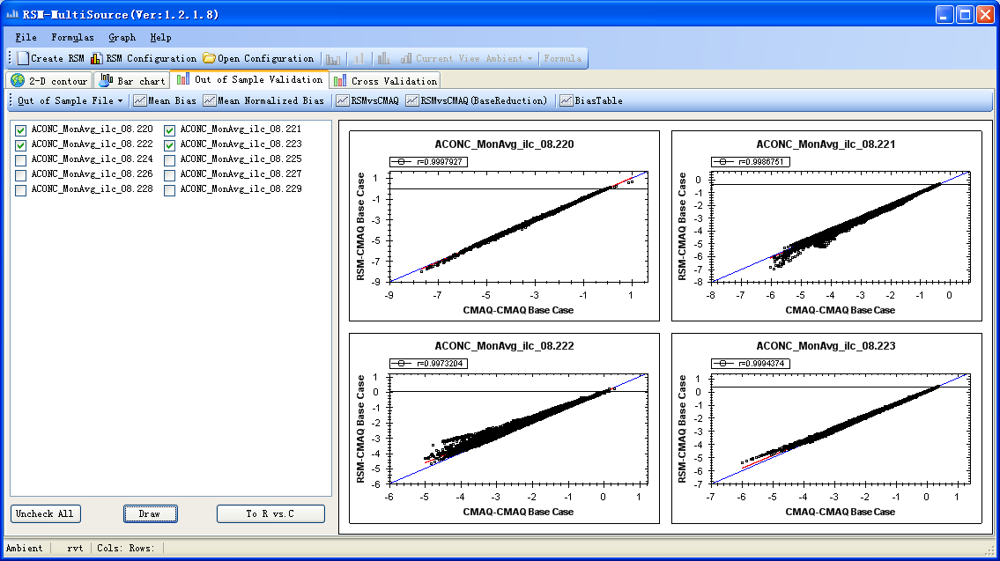 RSM-MultiSource(Ver:1.2.1.8)
File Formulas Graph Help
Create RSM RSM Configuration Open Configuration Current View Ambient Formula
2-D contour Bar chart Out of Sample Validation Cross Validation
Out of Sample File Mean Bias Mean Normalized Bias RSMvsCMAQ RSMvsCMAQ(BaseReduction) BiasTable
ACONC_MonAvg_ilc_08.220 ACONC_MonAvg_ilc_08.221
ACONC_MonAvg_ilc_08.222 ACONC_MonAvg_ilc_08.223
ACONC_MonAvg_ilc_08.224 ACONC_MonAvg_ilc_08.225
ACONC_MonAvg_ilc_08.226 ACONC_MonAvg_ilc_08.227
ACONC_MonAvg_ilc_08.228 ACONC_MonAvg_ilc_08.229
Uncheck All Draw To R vs.C
ACONC_MonAvg_ilc_08.220
r=0.9997927
RSM-CMAQ Base Case
1
-1
-3
-5
-7
-9
-9 -7 -5 -3 -1 1
CMAQ-CMAQ Base Case
ACONC_MonAvg_ilc_08.221
r=0.9986751
RSM-CMAQ Base Case
0
-1
-2
-3
-4
-5
-6
-7
-8
-8 -7 -6 -5 -4 -3 -2 -1 0
CMAQ-CMAQ Base Case
ACONC_MonAvg_ilc_08.222
r=0.9973204
RSM-CMAQ Base Case
1
0
-1
-2
-3
-4
-5
-6
-6 -5 -4 -3 -2 -1 0 1
CMAQ-CMAQ Base Case
ACONC_MonAvg_ilc_08.223
r=0.9994374
RSM-CMAQ Base Case
1
0
-1
-2
-3
-4
-5
-6
-7
-7 -6 -5 -4 -3 -2 -1 0 1
CMAQ-CMAQ Base Case
Ambient rvt Cols: Rows: